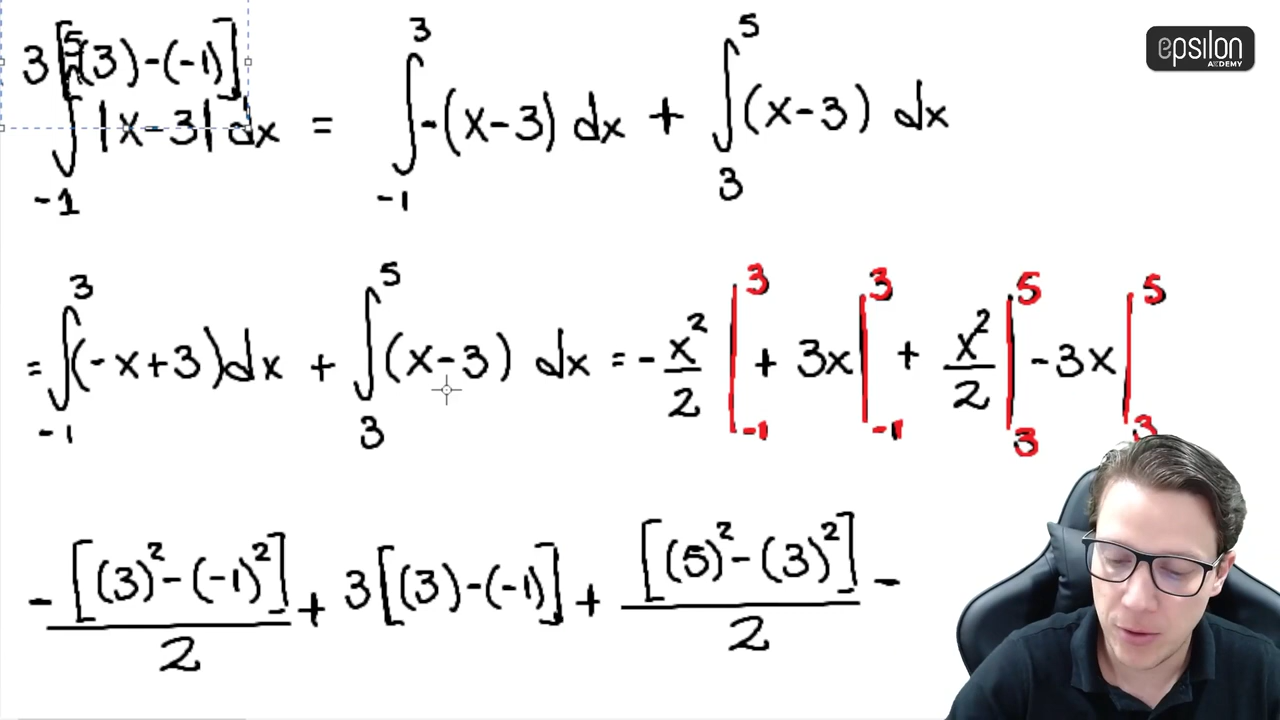 epsilon
AKDEMY
3[(3)-(-1)]
∫_{-1}^{5} |x-3| dx = ∫_{-1}^{3} -(x-3) dx + ∫_{3}^{5} (x-3) dx
= ∫_{-1}^{3} (-x+3) dx + ∫_{3}^{5} (x-3) dx = - x²/2 |_{-1}^{3} + 3x |_{-1}^{3} + x²/2 |_{3}^{5} - 3x |_{3}^{5}
- [(3)²-(-1)²]/2 + 3[(3)-(-1)] + [(5)²-(3)²]/2 -